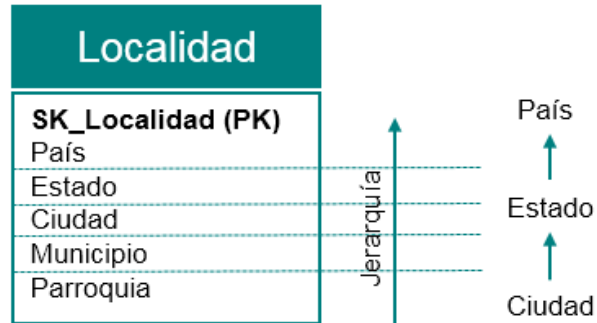 Localidad
SK_Localidad (PK)
País
Estado
Ciudad
Municipio
Parroquia
Jerarquía
País
Estado
Ciudad